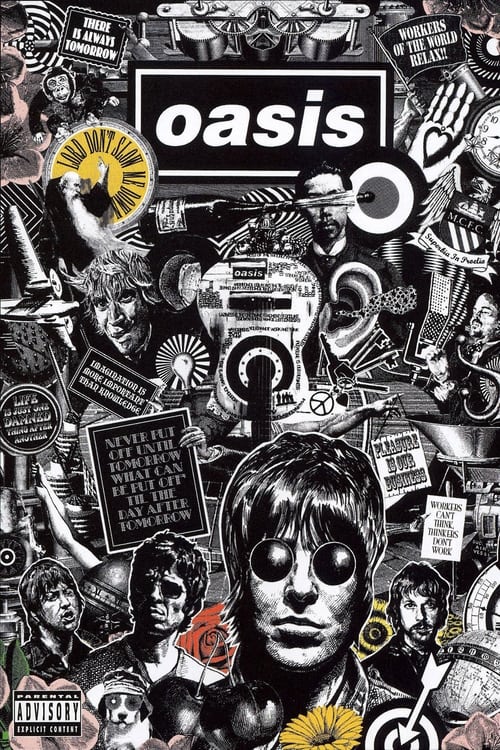 THERE
IS ALWAYS
TOMORROW
WORKERS
OF THE WORLD
RELAX!!
oasis
LORD DON'T SLOW ME DOWN
M.C.F.C.
Superbia In Proelia
oasis
IMAGINATION IS
MORE IMPORTANT
THAN KNOWLEDGE
LIFE
IS JUST ONE
DAMNED
THING AFTER
ANOTHER
NEVER PUT
OFF UNTIL
TOMORROW
WHAT CAN
BE PUT OFF
'TIL THE
DAY AFTER
TOMORROW
PLEASURE
IS OUR
BUSINESS
WORKERS
CAN'T
THINK,
THINKERS
DON'T
WORK
PARENTAL
ADVISORY
EXPLICIT CONTENT